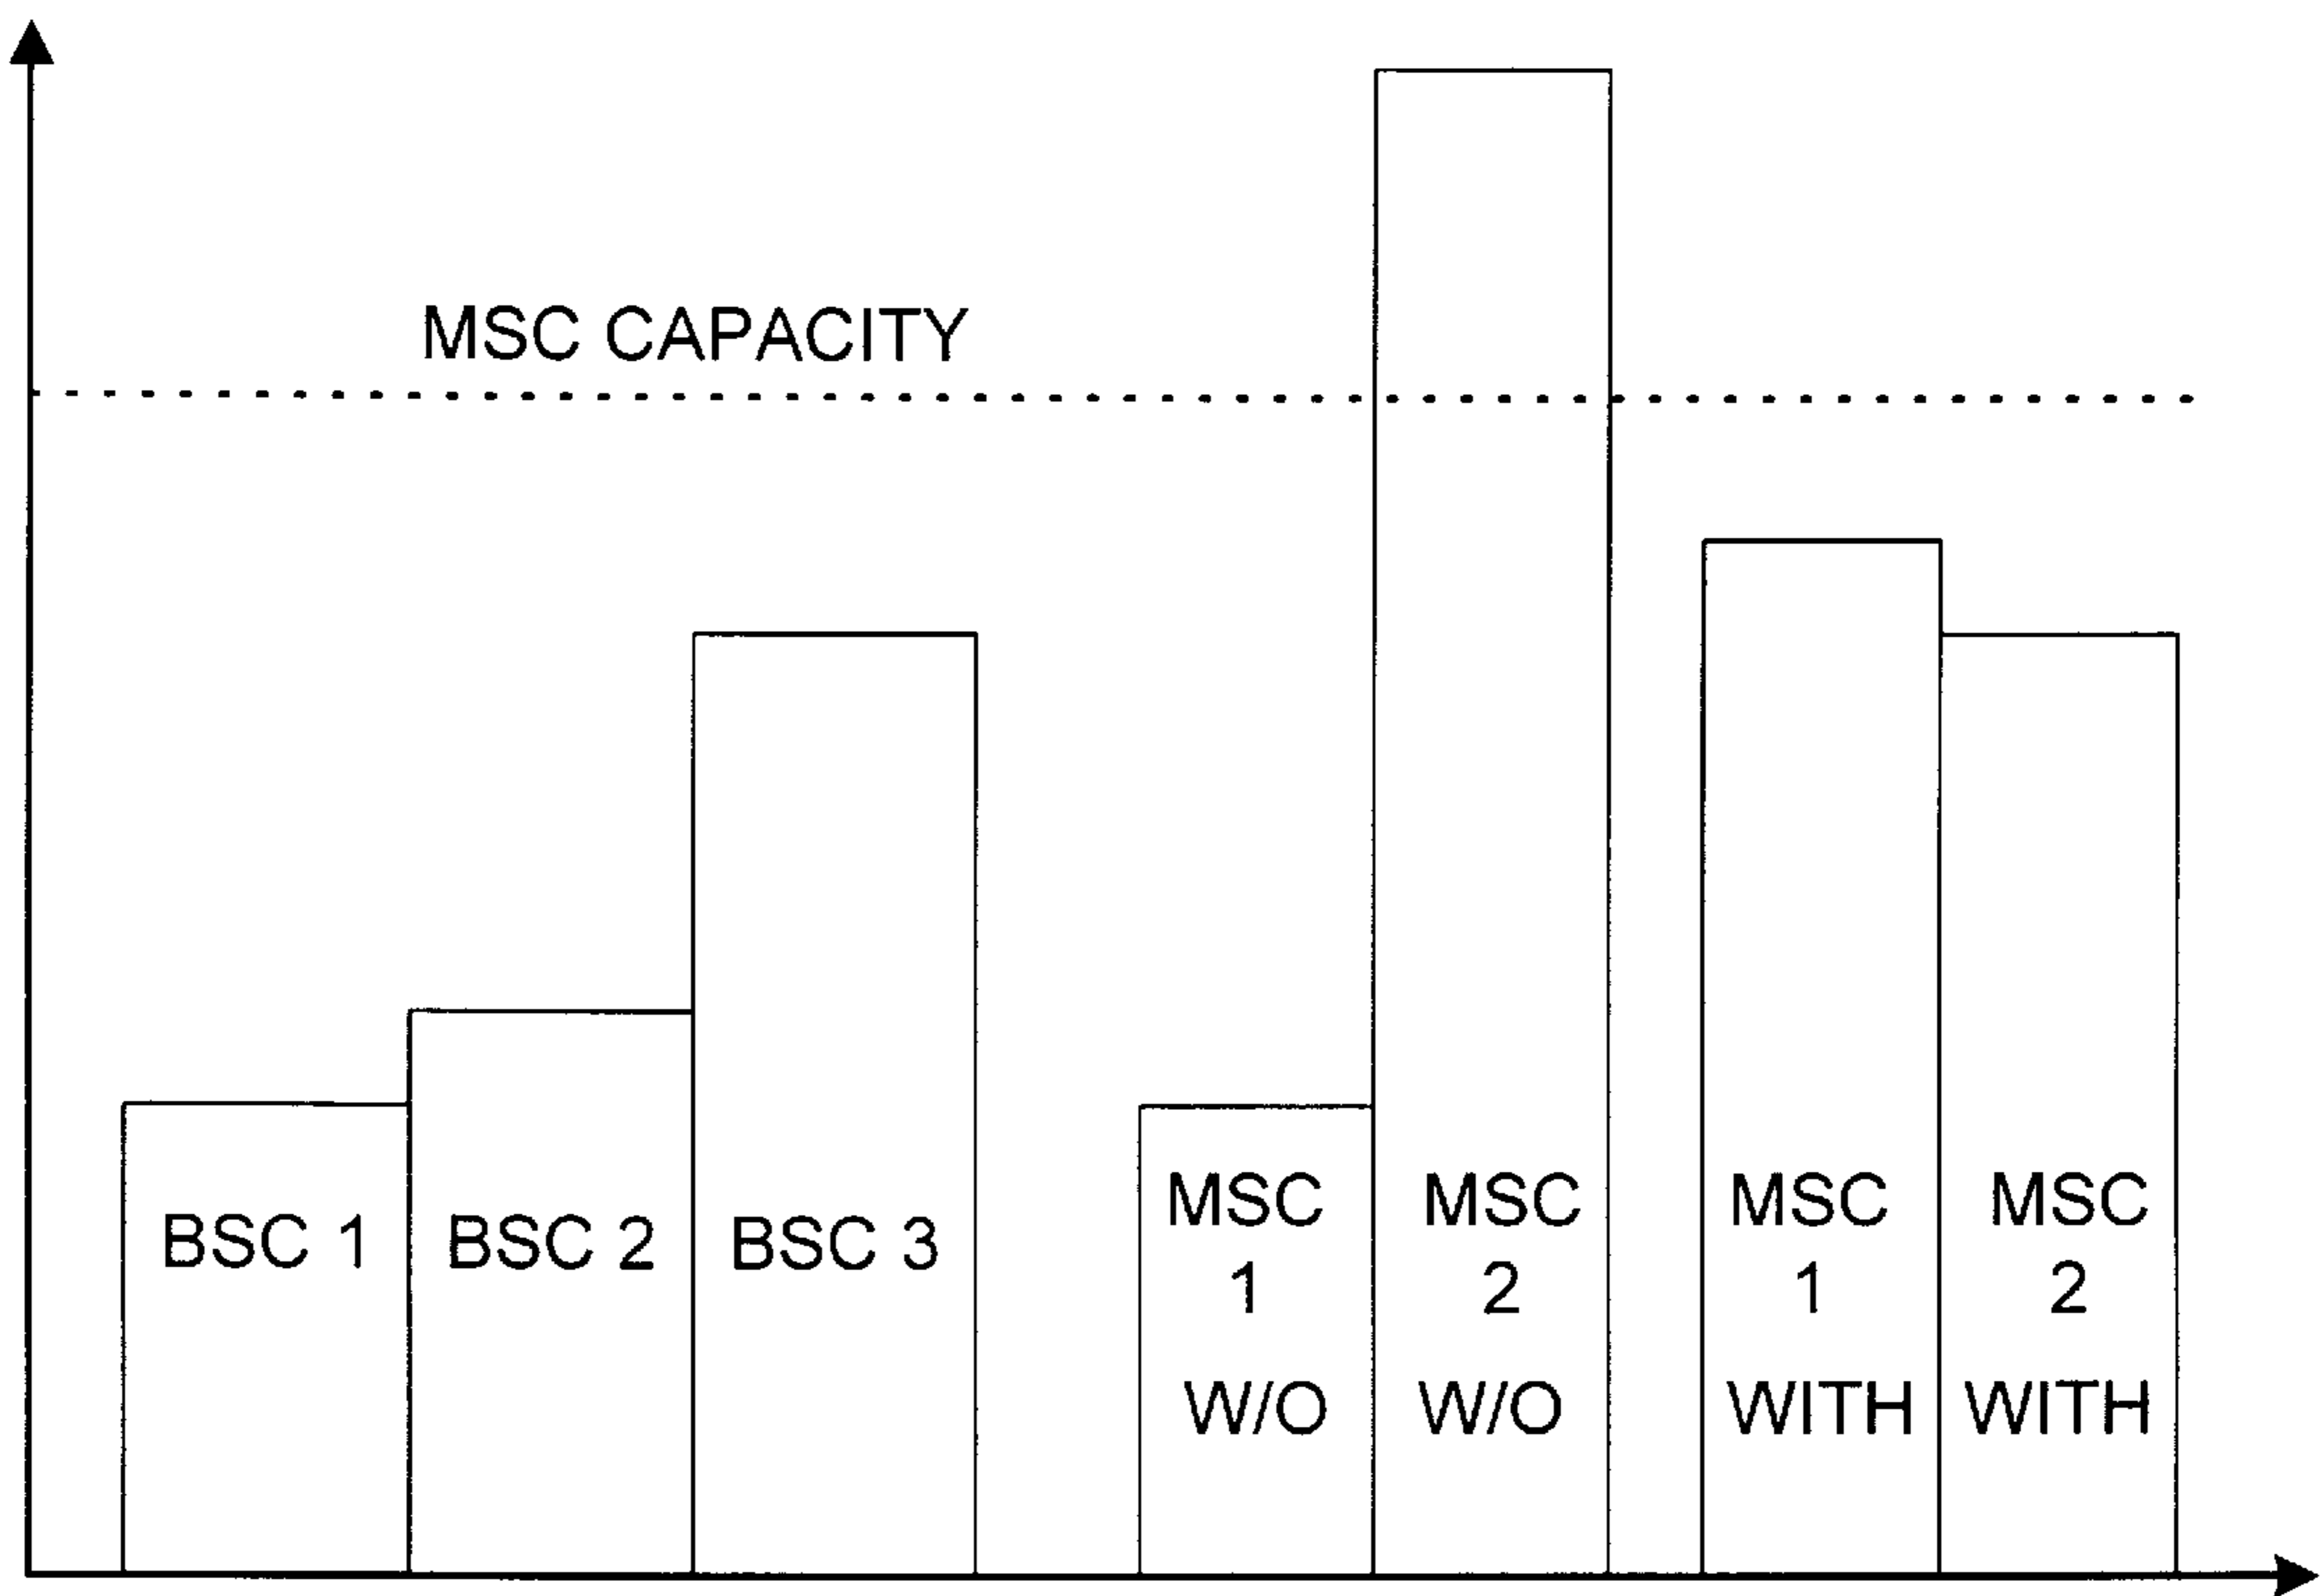 MSC CAPACITY
BSC 1
BSC 2
BSC 3
MSC
1
W/O
MSC
2
W/O
MSC
1
WITH
MSC
2
WITH